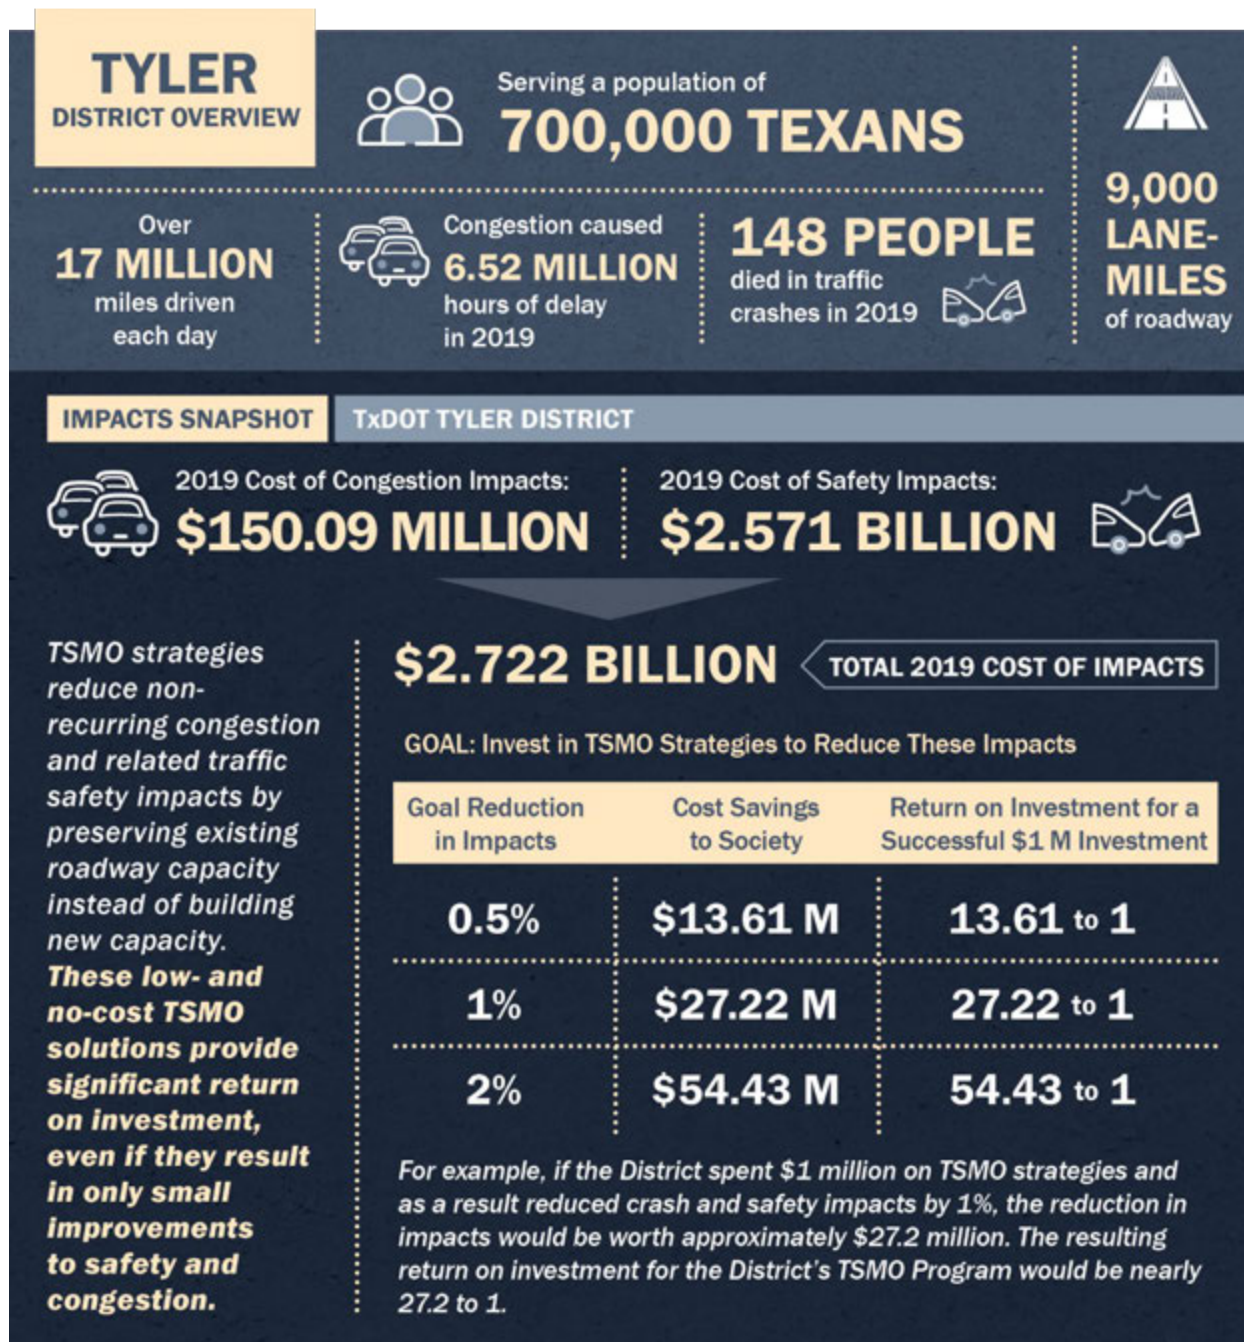 TYLER
DISTRICT OVERVIEW
Serving a population of
700,000 TEXANS
9,000
LANE-
MILES
of roadway
Over
17 MILLION
miles driven
each day
Congestion caused
6.52 MILLION
hours of delay
in 2019
148 PEOPLE
died in traffic
crashes in 2019
IMPACTS SNAPSHOT
TxDOT TYLER DISTRICT
2019 Cost of Congestion Impacts:
$150.09 MILLION
2019 Cost of Safety Impacts:
$2.571 BILLION
TSMO strategies
reduce non-
recurring congestion
and related traffic
safety impacts by
preserving existing
roadway capacity
instead of building
new capacity.
These low- and
no-cost TSMO
solutions provide
significant return
on investment,
even if they result
in only small
improvements
to safety and
congestion.
$2.722 BILLION
TOTAL 2019 COST OF IMPACTS
GOAL: Invest in TSMO Strategies to Reduce These Impacts
Goal Reduction
in Impacts
Cost Savings
to Society
Return on Investment for a
Successful $1 M Investment
0.5% $13.61 M 13.61 to 1
1% $27.22 M 27.22 to 1
2% $54.43 M 54.43 to 1
For example, if the District spent $1 million on TSMO strategies and
as a result reduced crash and safety impacts by 1%, the reduction in
impacts would be worth approximately $27.2 million. The resulting
return on investment for the District's TSMO Program would be nearly
27.2 to 1.